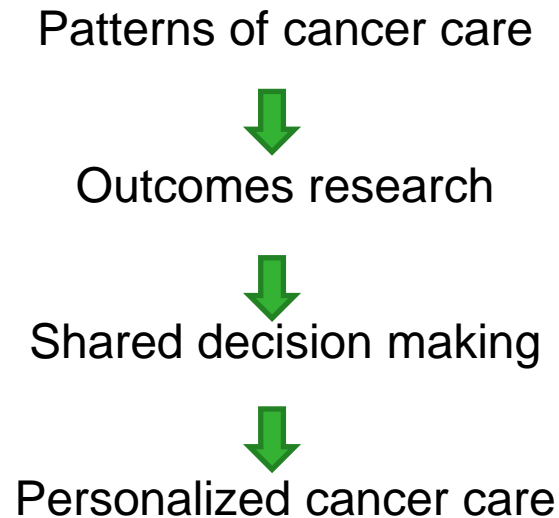 Patterns of cancer care
Outcomes research
Shared decision making
Personalized cancer care